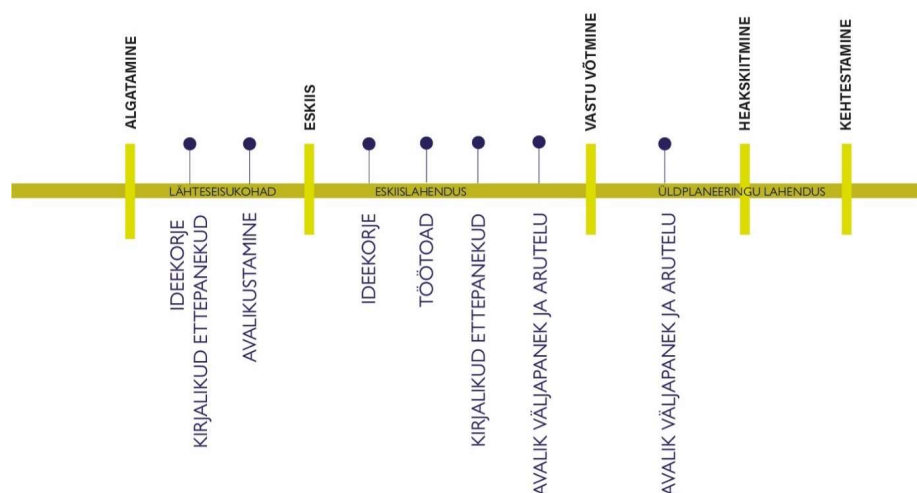 ALGATAMINE
ESKIIS
VASTU VÕTMINE
HEAKSKIITMINE
KEHTESTAMINE
LÄHTESEISUKOHAD
ESKIISLAHENDUS
ÜLDPLANEERINGU LAHENDUS
IDEEKORJE
KIRJALIKUD ETTEPANEKUD
AVALIKUSTAMINE
IDEEKORJE
TÖÖTOAD
KIRJALIKUD ETTEPANEKUD
AVALIK VÄLJAPANEK JA ARUTELU
AVALIK VÄLJAPANEK JA ARUTELU